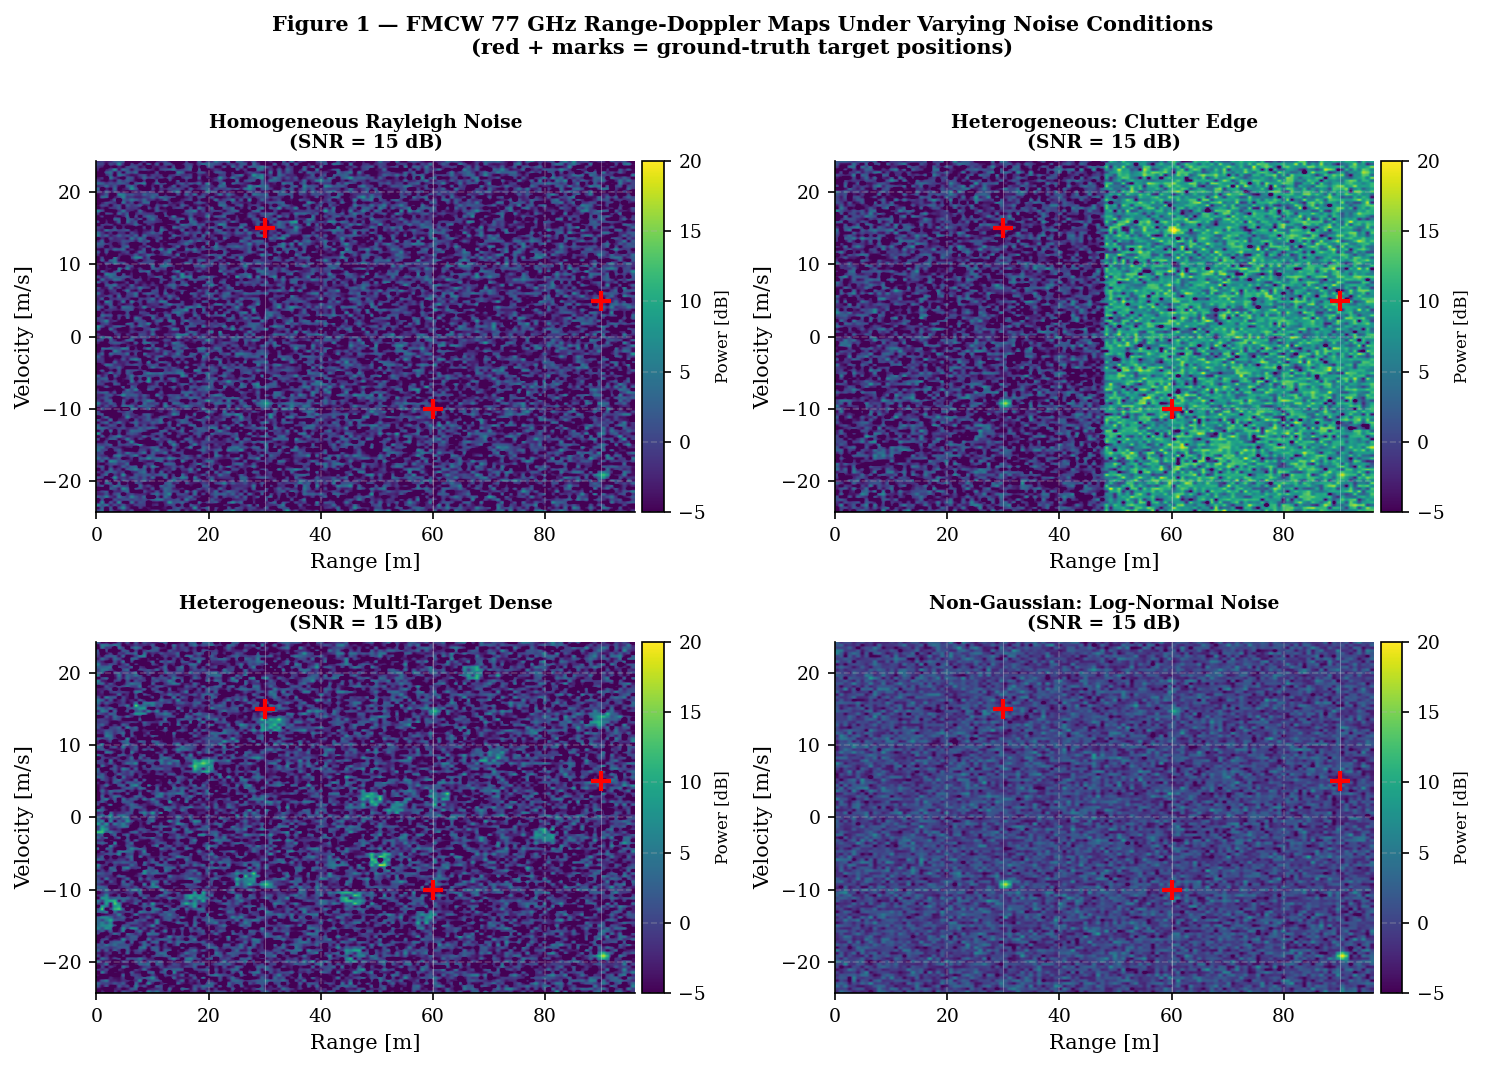 Figure 1 — FMCW 77 GHz Range-Doppler Maps Under Varying Noise Conditions
(red + marks = ground-truth target positions)
Homogeneous Rayleigh Noise
(SNR = 15 dB)
20
10
0
−10
−20
Velocity [m/s]
0 20 40 60 80
Range [m]
20
15
10
5
0
−5
Power [dB]
Heterogeneous: Clutter Edge
(SNR = 15 dB)
20
10
0
−10
−20
Velocity [m/s]
0 20 40 60 80
Range [m]
20
15
10
5
0
−5
Power [dB]
Heterogeneous: Multi-Target Dense
(SNR = 15 dB)
20
10
0
−10
−20
Velocity [m/s]
0 20 40 60 80
Range [m]
20
15
10
5
0
−5
Power [dB]
Non-Gaussian: Log-Normal Noise
(SNR = 15 dB)
20
10
0
−10
−20
Velocity [m/s]
0 20 40 60 80
Range [m]
20
15
10
5
0
−5
Power [dB]